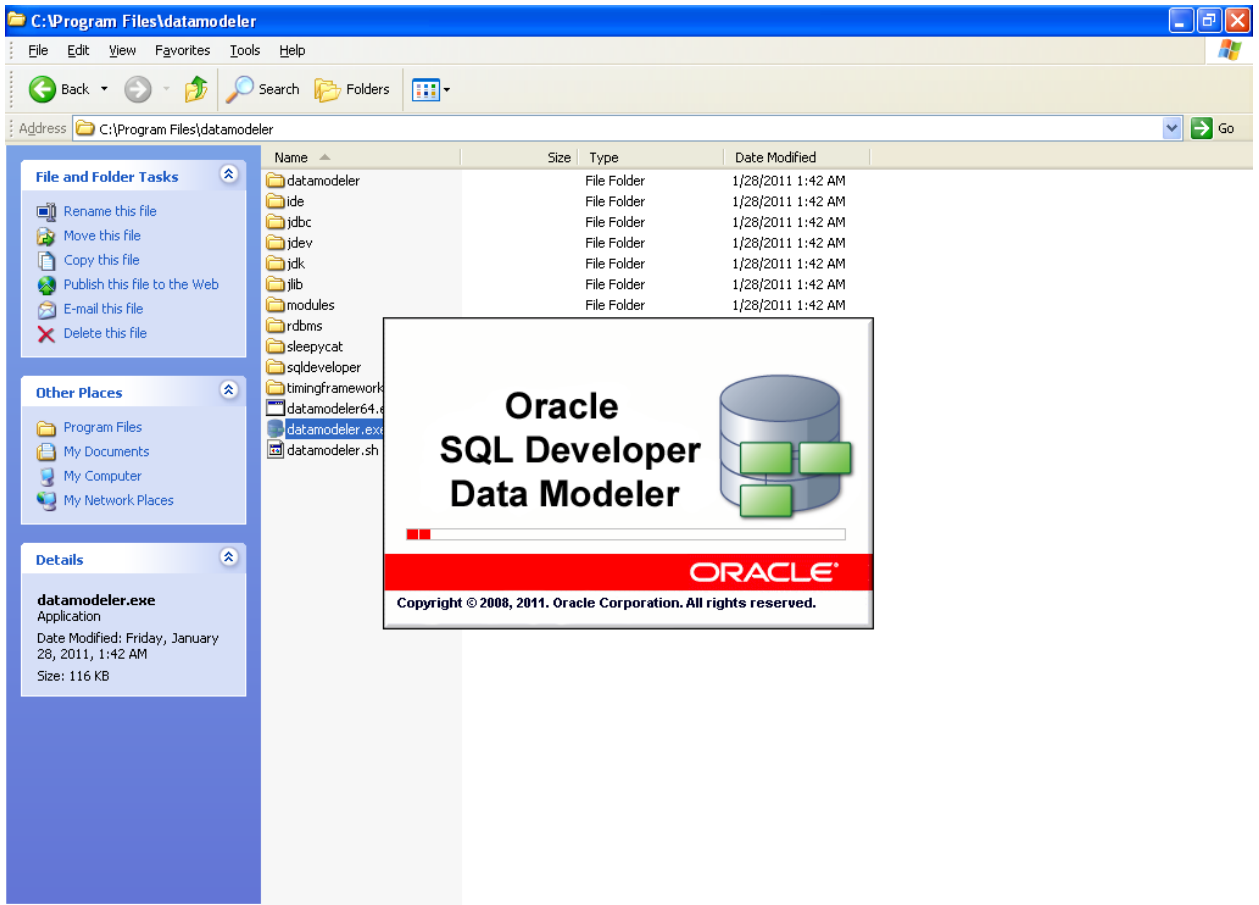 C:\Program Files\datamodeler
File Edit View Favorites Tools Help
Back Search Folders
Address C:\Program Files\datamodeler Go
File and Folder Tasks
Rename this file
Move this file
Copy this file
Publish this file to the Web
E-mail this file
Delete this file
Other Places
Program Files
My Documents
My Computer
My Network Places
Details
datamodeler.exe
Application
Date Modified: Friday, January
28, 2011, 1:42 AM
Size: 116 KB
Name Size Type Date Modified
datamodeler File Folder 1/28/2011 1:42 AM
ide File Folder 1/28/2011 1:42 AM
jdbc File Folder 1/28/2011 1:42 AM
jdev File Folder 1/28/2011 1:42 AM
jdk File Folder 1/28/2011 1:42 AM
jlib File Folder 1/28/2011 1:42 AM
modules File Folder 1/28/2011 1:42 AM
rdbms
sleepycat
sqldeveloper
timingframework
datamodeler64.e
datamodeler.exe
datamodeler.sh
Oracle
SQL Developer
Data Modeler
ORACLE
Copyright © 2008, 2011. Oracle Corporation. All rights reserved.